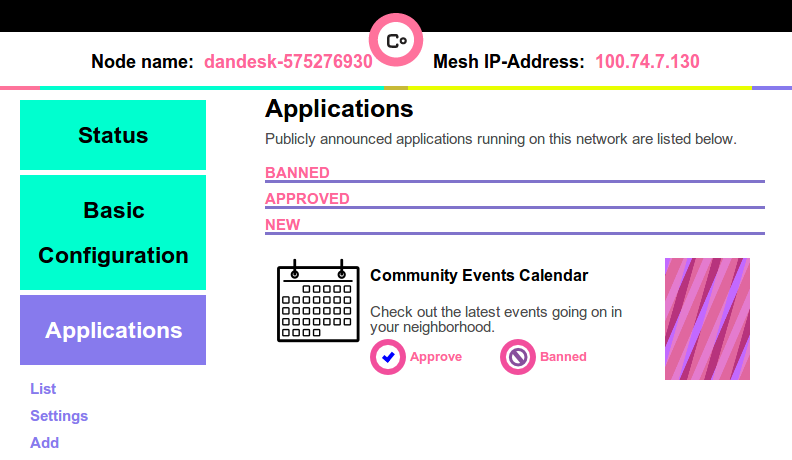 Co
Node name: dandesk-575276930
Mesh IP-Address: 100.74.7.130
Status
Basic
Configuration
Applications
List
Settings
Add
Applications
Publicly announced applications running on this network are listed below.
BANNED
APPROVED
NEW
Community Events Calendar
Check out the latest events going on in
your neighborhood.
Approve
Banned